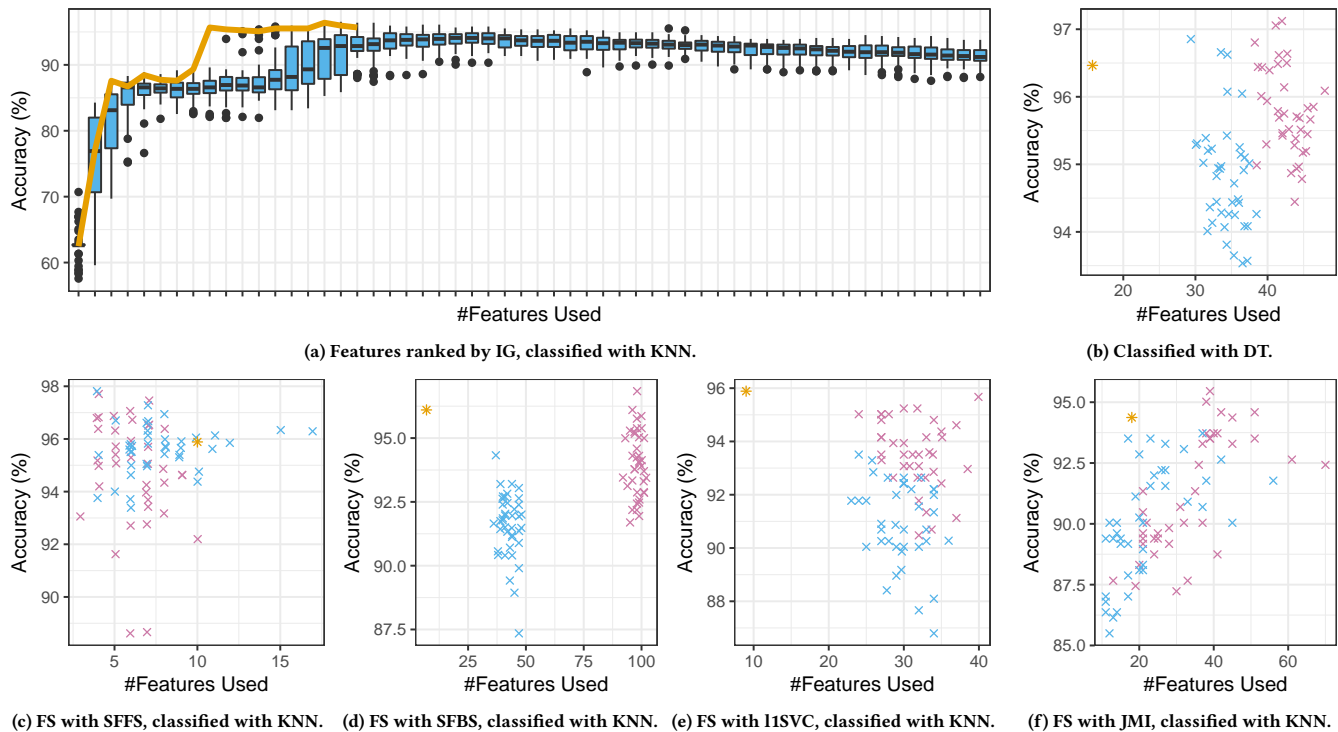 Accuracy (%)
90
80
70
60
#Features Used
(a) Features ranked by IG, classified with KNN.
Accuracy (%)
97
96
95
94
20
30
40
#Features Used
(b) Classified with DT.
Accuracy (%)
98
96
94
92
90
5
10
15
#Features Used
(c) FS with SFFS, classified with KNN.
Accuracy (%)
95.0
92.5
90.0
87.5
25
50
75
100
#Features Used
(d) FS with SFBS, classified with KNN.
Accuracy (%)
96
94
92
90
88
10
20
30
40
#Features Used
(e) FS with l1SVC, classified with KNN.
Accuracy (%)
95.0
92.5
90.0
87.5
85.0
20
40
60
#Features Used
(f) FS with JMI, classified with KNN.